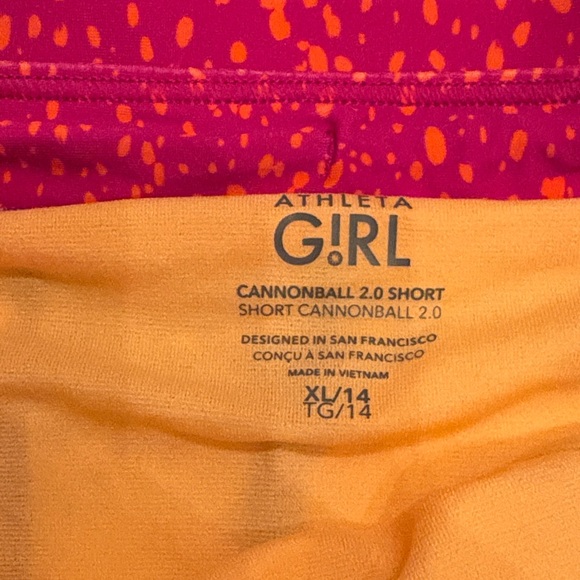 ATHLETA
G!RL
CANNONBALL 2.0 SHORT
SHORT CANNONBALL 2.0
DESIGNED IN SAN FRANCISCO
CONÇU À SAN FRANCISCO
MADE IN VIETNAM
XL/14
TG/14